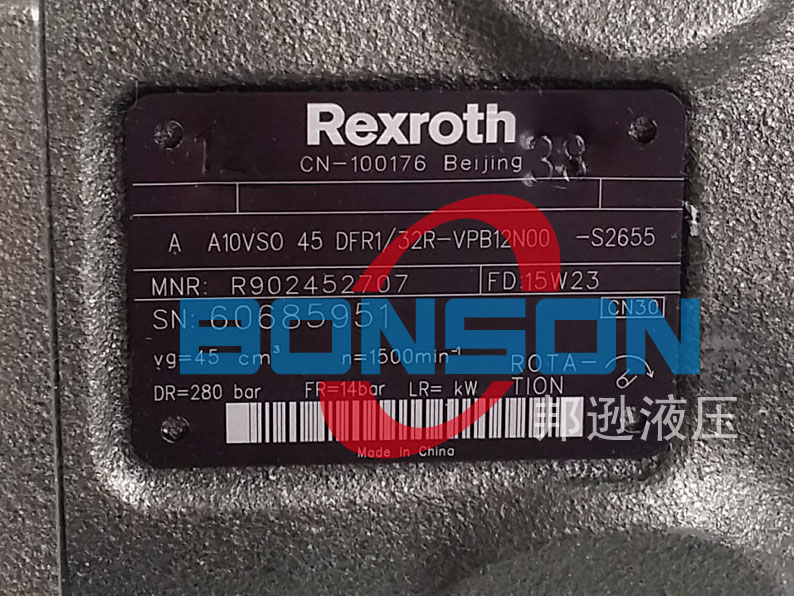 Rexroth
12 CN-100176 Beijing 38
A A10VSO 45 DFR1/32R-VPB12N00 -S2655
MNR: R902452707 FD:15W23
SN: 60685951 CN30
BONSON
vg=45 cm³ n=1500min⁻¹ ROTA-
DR=280 bar FR=14bar LR= kW TION
邦逊液压
Made in China